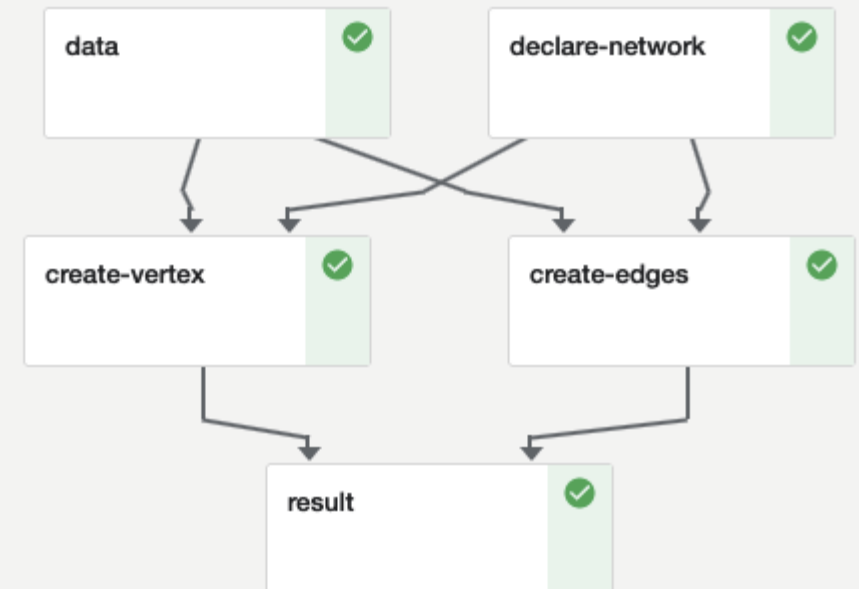 data
declare-network
create-vertex
create-edges
result